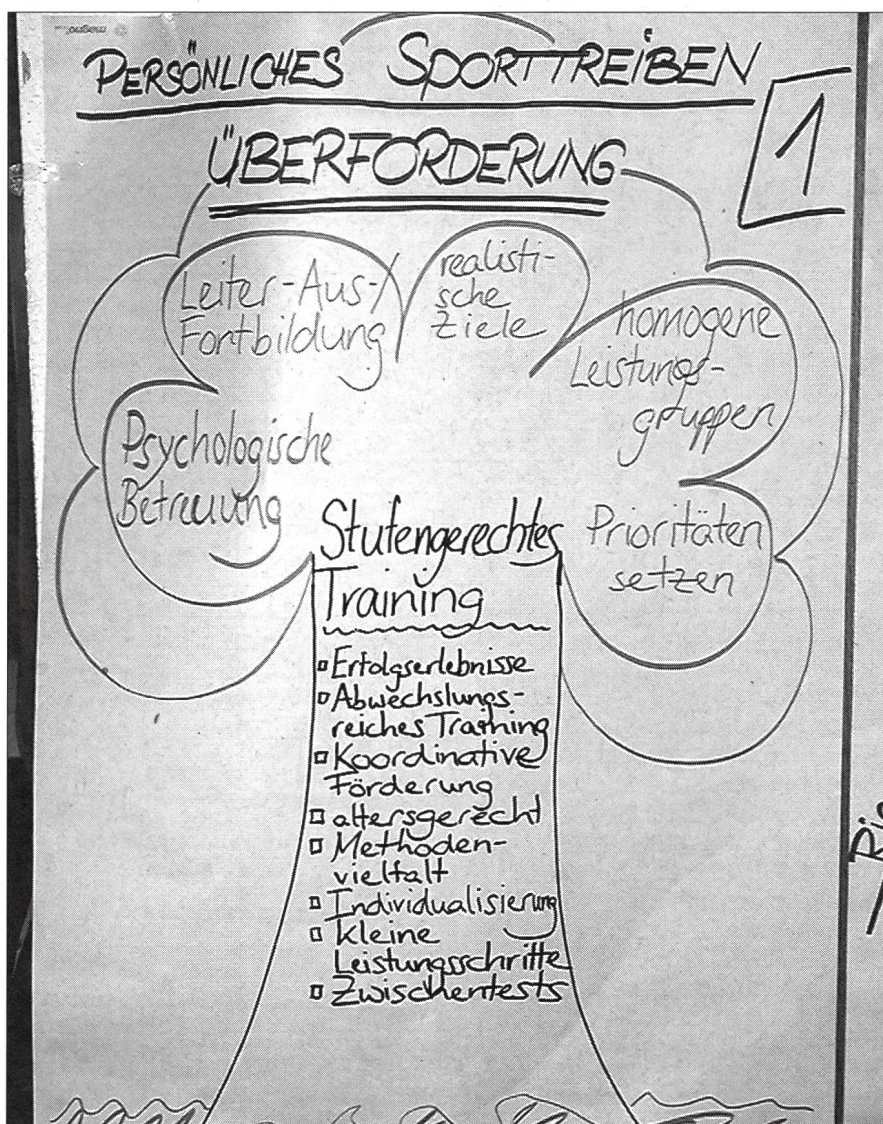 PERSÖNLICHES SPORTTREIBEN
1
ÜBERFORDERUNG
Leiter-Aus-/
Fortbildung
realisti-
sche
Ziele
homogene
Leistungs-
gruppen
Psychologische
Betreuung
Prioritäten
setzen
Stufengerechtes
Training
Erfolgserlebnisse
Abwechslungs-
reiches Training
Koordinative
Förderung
altersgerecht
Methoden-
vielfalt
Individualisierung
kleine
Leistungsschritte
Zwischentests